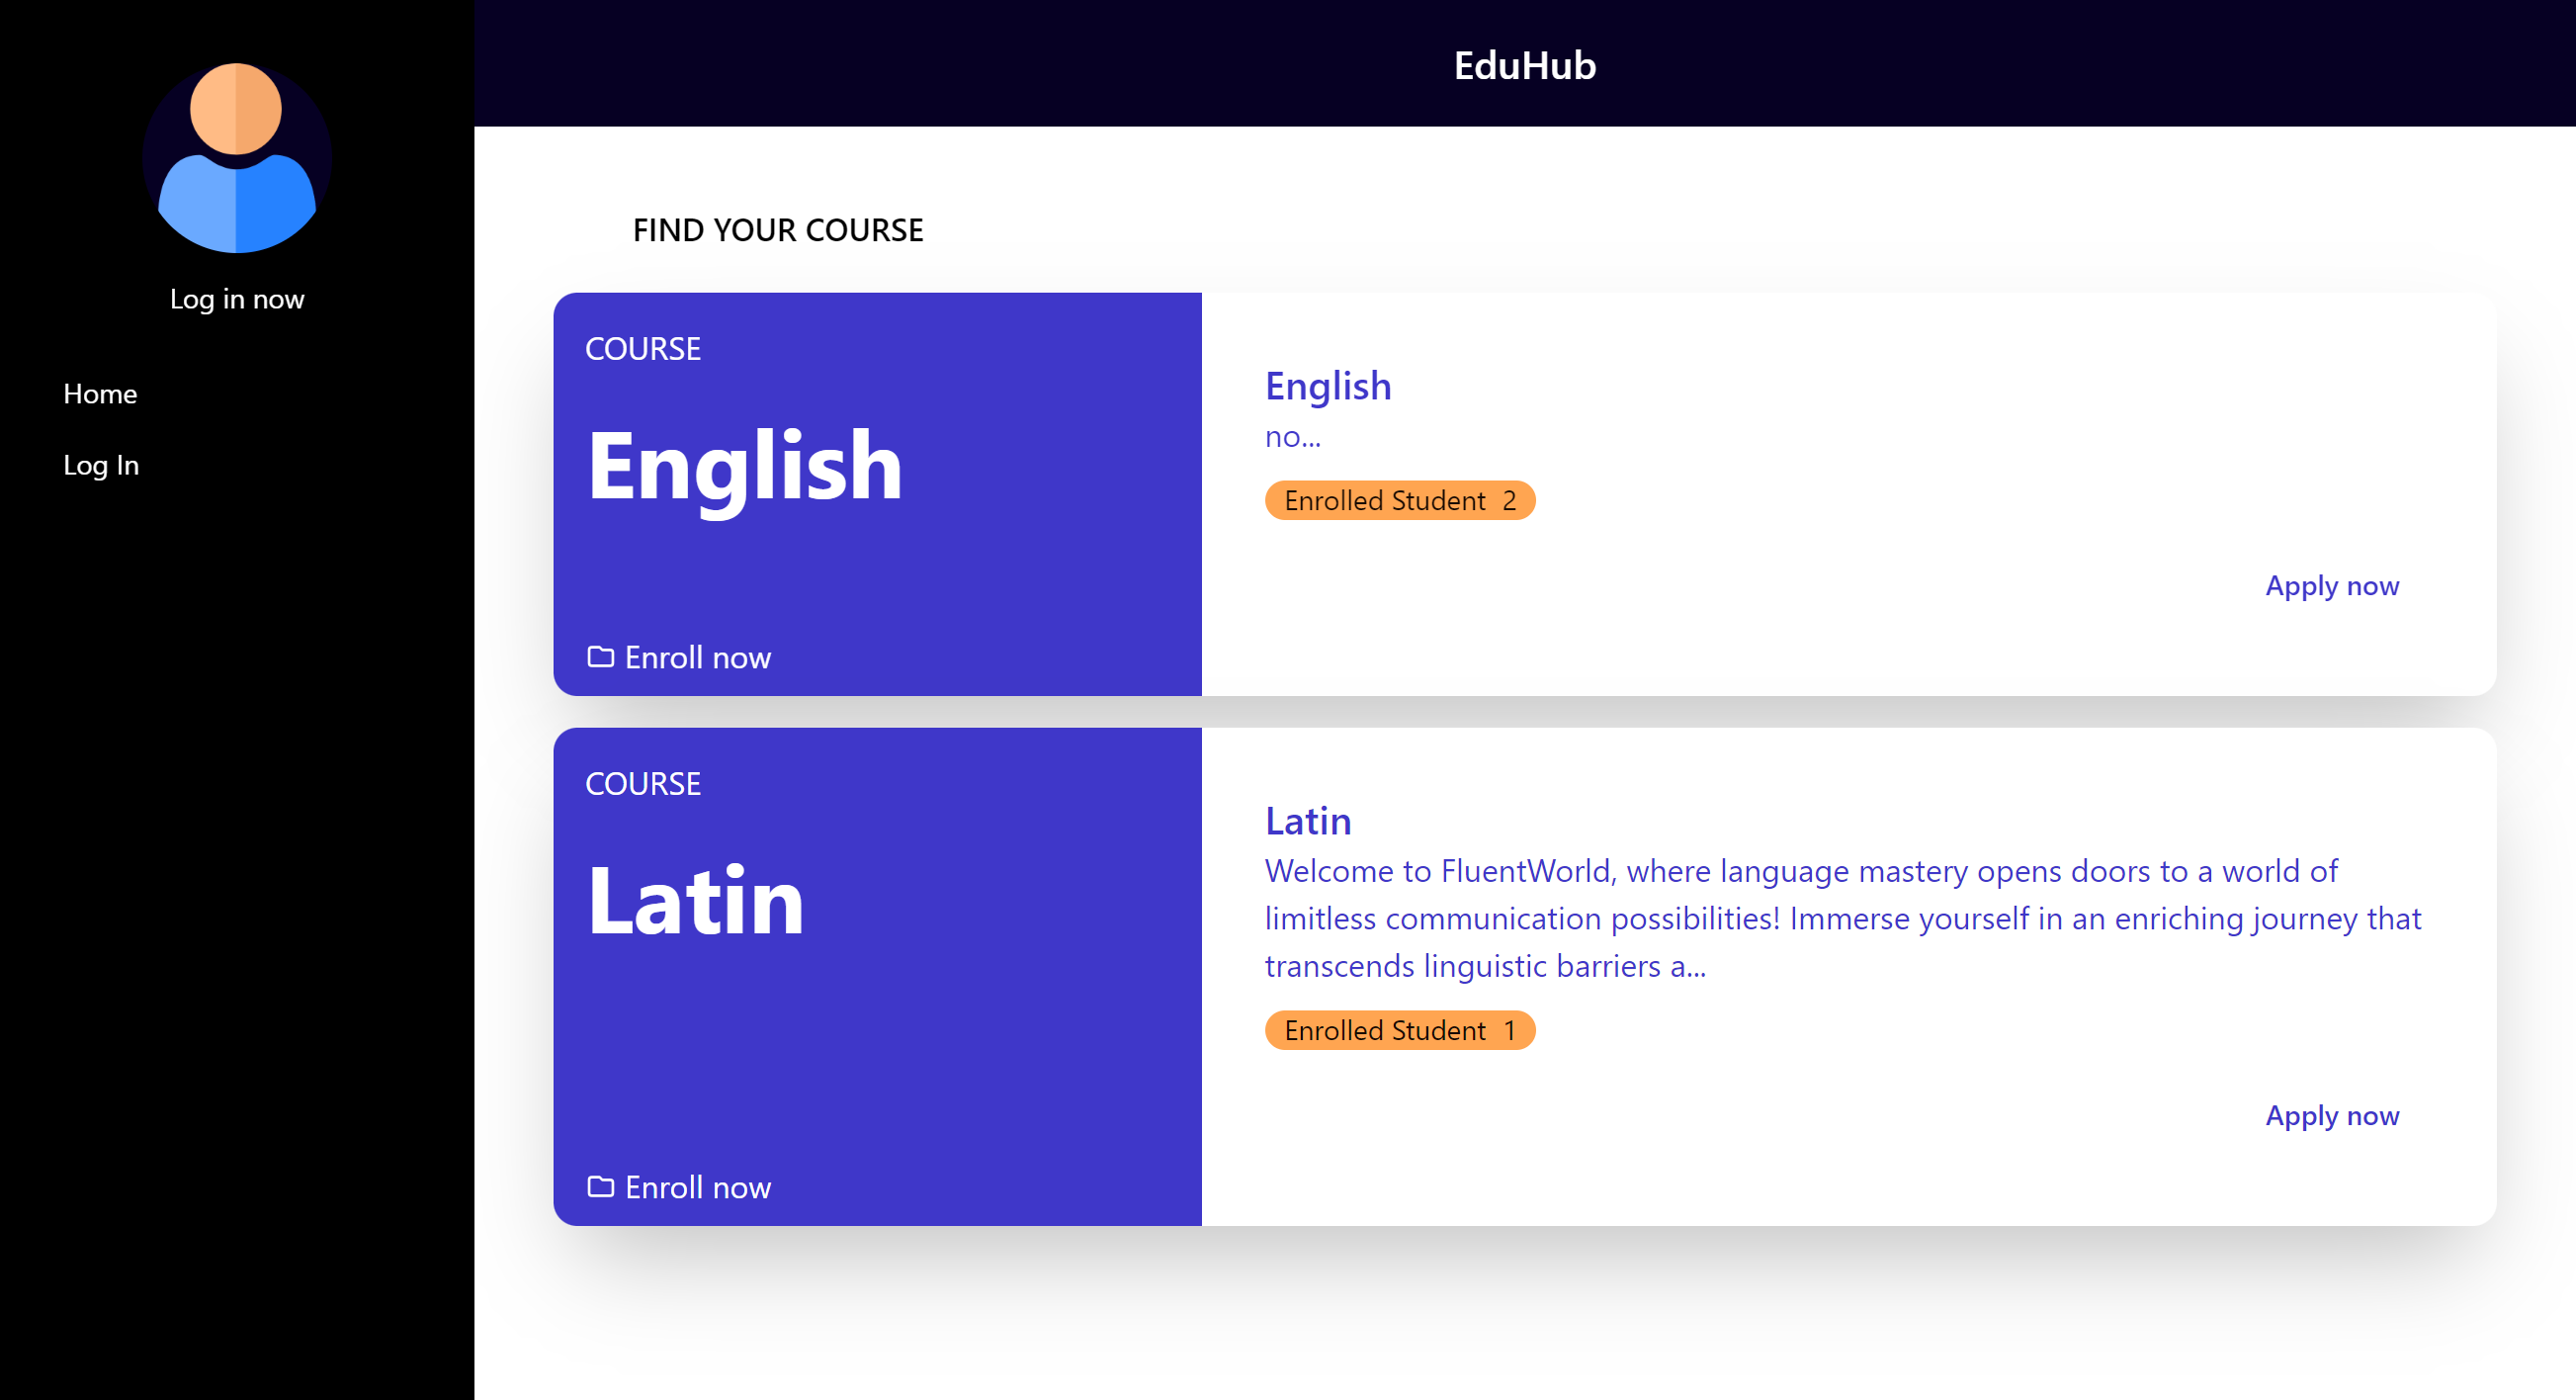 EduHub
Log in now
Home
Log In
FIND YOUR COURSE
COURSE
English
Enroll now
English
no...
Enrolled Student 2
Apply now
COURSE
Latin
Enroll now
Latin
Welcome to FluentWorld, where language mastery opens doors to a world of
limitless communication possibilities! Immerse yourself in an enriching journey that
transcends linguistic barriers a...
Enrolled Student 1
Apply now